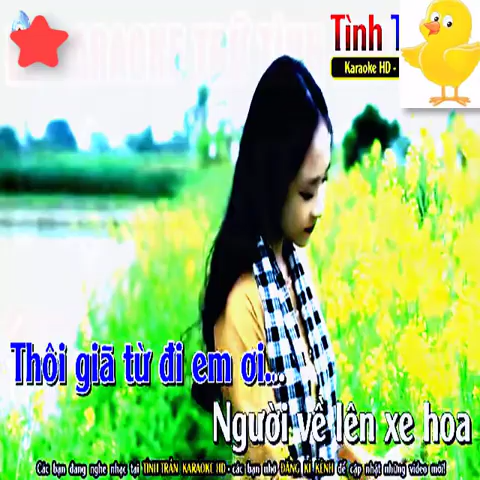 Tình
Karaoke HD -
Thôi giã từ đi em ơi...
Người về lên xe hoa
Các bạn đang nghe nhạc tại TÌNH TRẦN KARAOKE HD - các bạn nhớ ĐĂNG KÍ KÊNH để cập nhật những video mới!